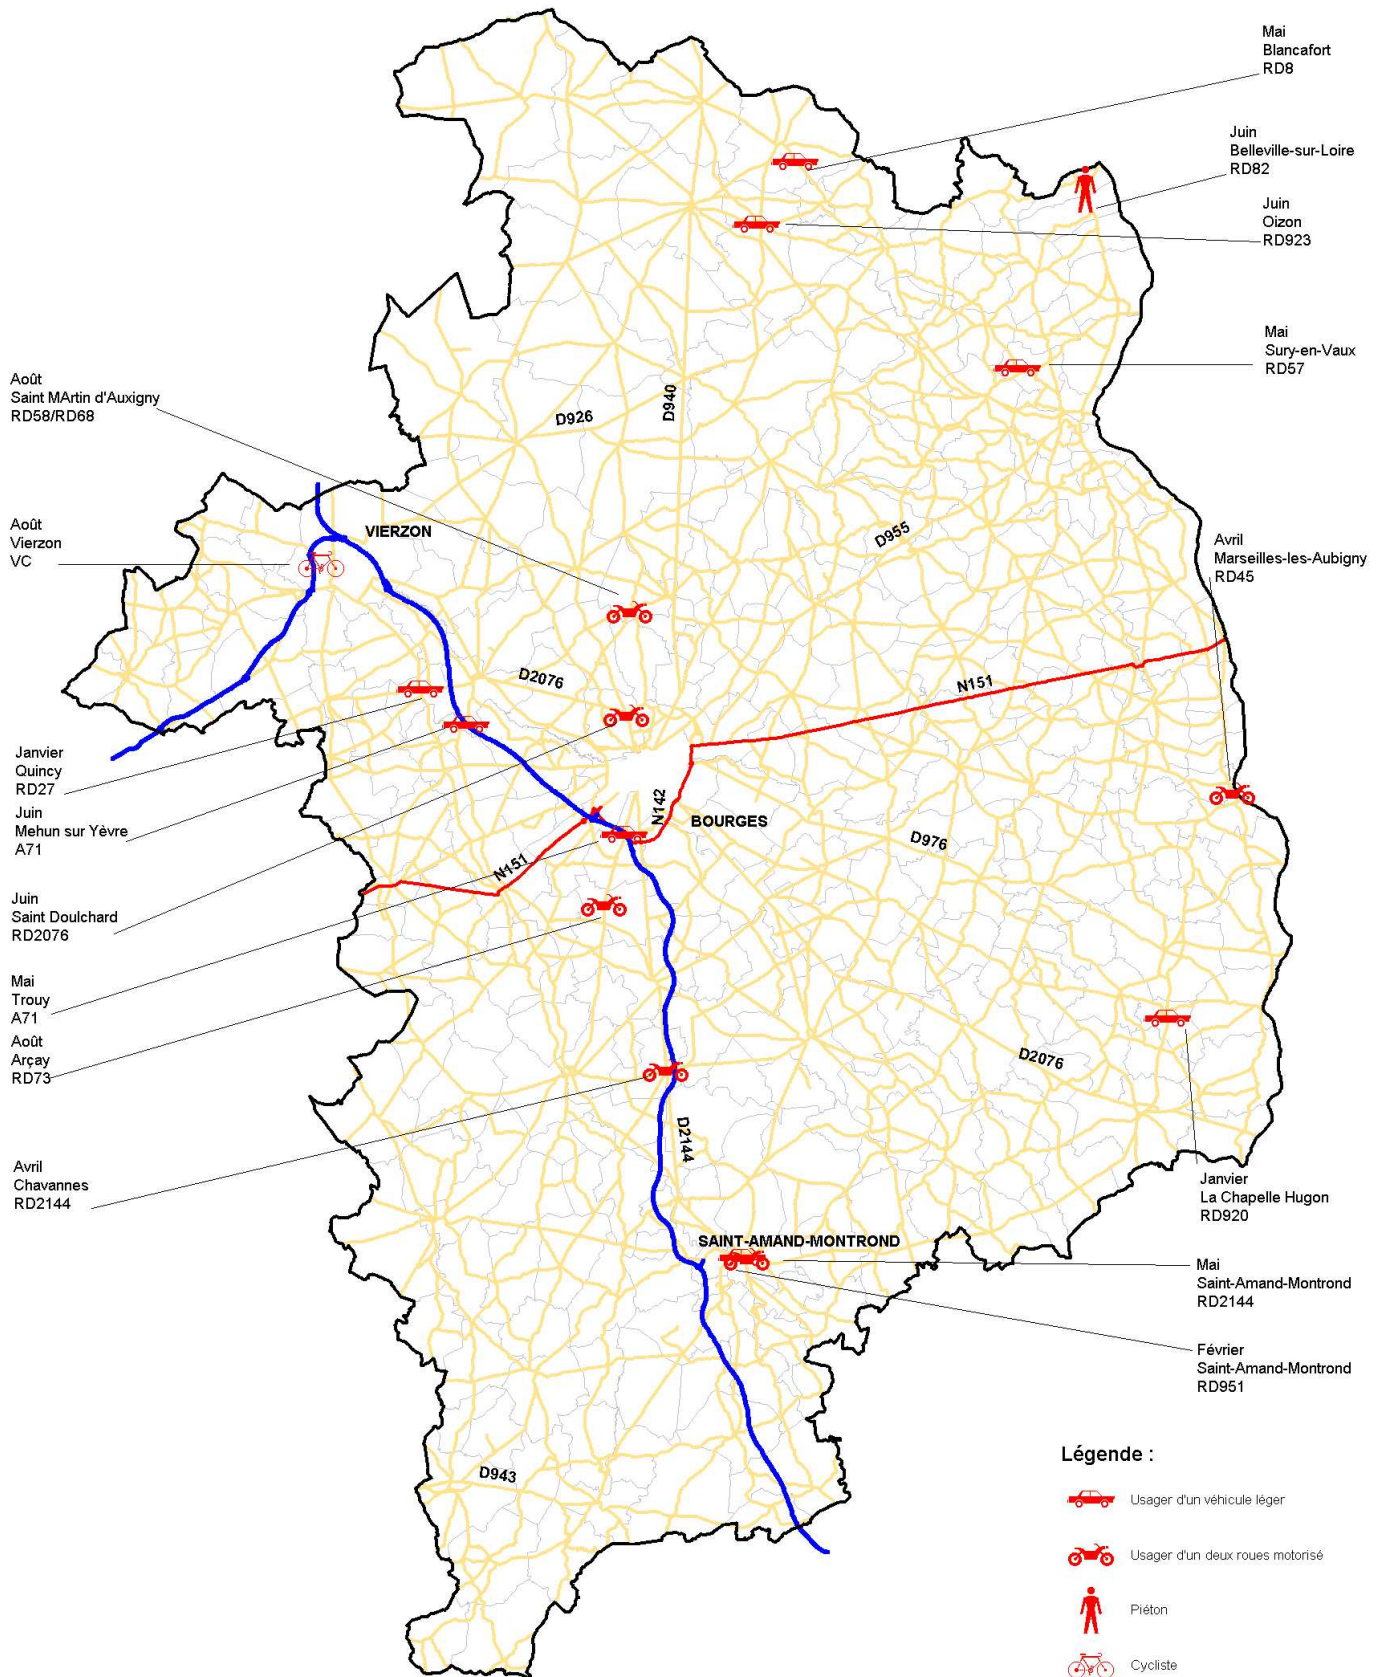 Mai
Blancafort
RD8
Juin
Belleville-sur-Loire
RD82
Juin
Oizon
RD923
Mai
Sury-en-Vaux
RD57
Août
Saint MArtin d'Auxigny
RD58/RD68
D926
D940
Août
Vierzon
VC
VIERZON
D955
Avril
Marseilles-les-Aubigny
RD45
D2076
N151
Janvier
Quincy
RD27
Juin
Mehun sur Yèvre
A71
N142
BOURGES
D976
N151
Juin
Saint Doulchard
RD2076
Mai
Trouy
A71
Août
Arçay
RD73
D2076
D2144
Avril
Chavannes
RD2144
Janvier
La Chapelle Hugon
RD920
SAINT-AMAND-MONTROND
Mai
Saint-Amand-Montrond
RD2144
Février
Saint-Amand-Montrond
RD951
D943
Légende :
Usager d'un véhicule léger
Usager d'un deux roues motorisé
Piéton
Cycliste